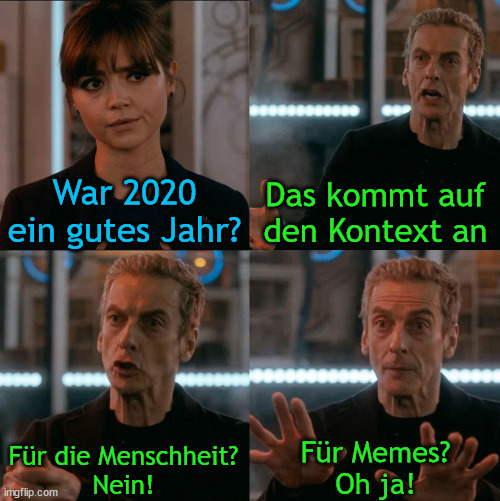 War 2020
ein gutes Jahr?
Das kommt auf
den Kontext an
Für die Menschheit?
Nein!
Für Memes?
Oh ja!
imgflip.com